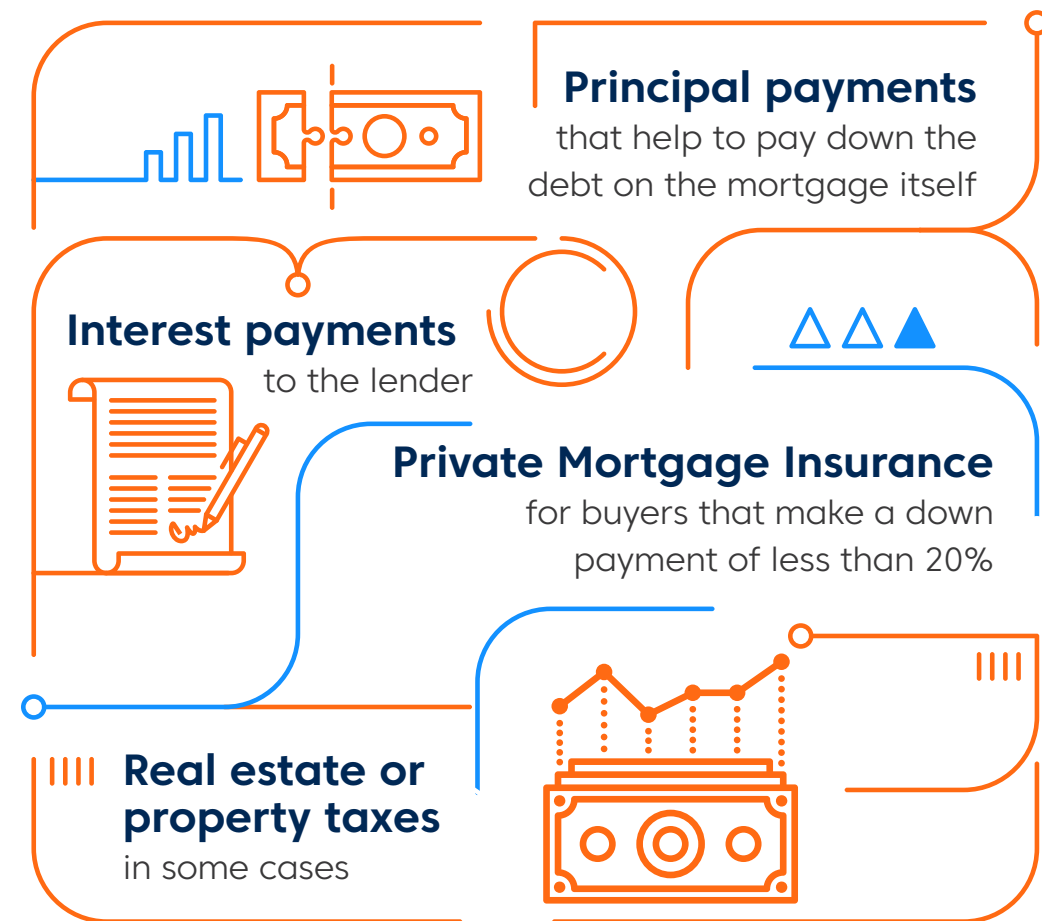 Principal payments
that help to pay down the
debt on the mortgage itself
Interest payments
to the lender
Private Mortgage Insurance
for buyers that make a down
payment of less than 20%
Real estate or
property taxes
in some cases